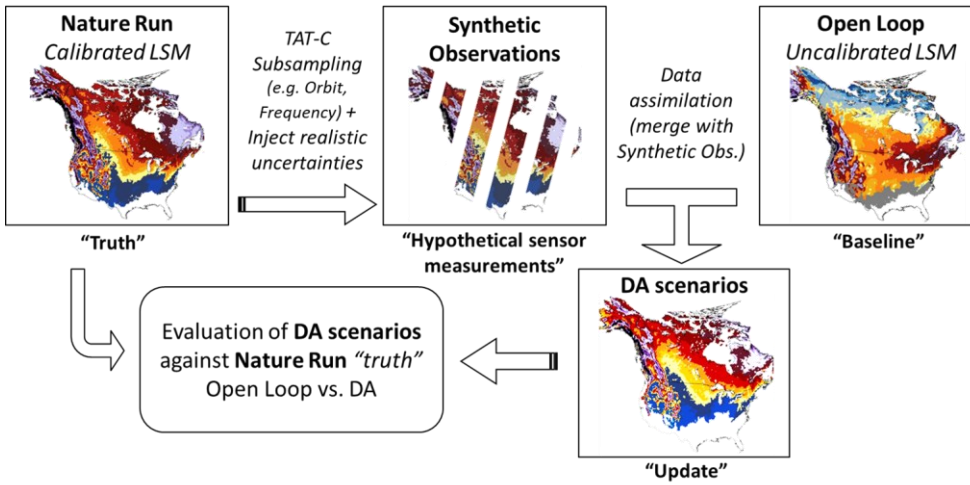 Nature Run
Calibrated LSM
"Truth"
TAT-C
Subsampling
(e.g. Orbit,
Frequency) +
Inject realistic
uncertainties
Synthetic
Observations
"Hypothetical sensor
measurements"
Data
assimilation
(merge with
Synthetic Obs.)
Open Loop
Uncalibrated LSM
"Baseline"
DA scenarios
"Update"
Evaluation of DA scenarios
against Nature Run "truth"
Open Loop vs. DA